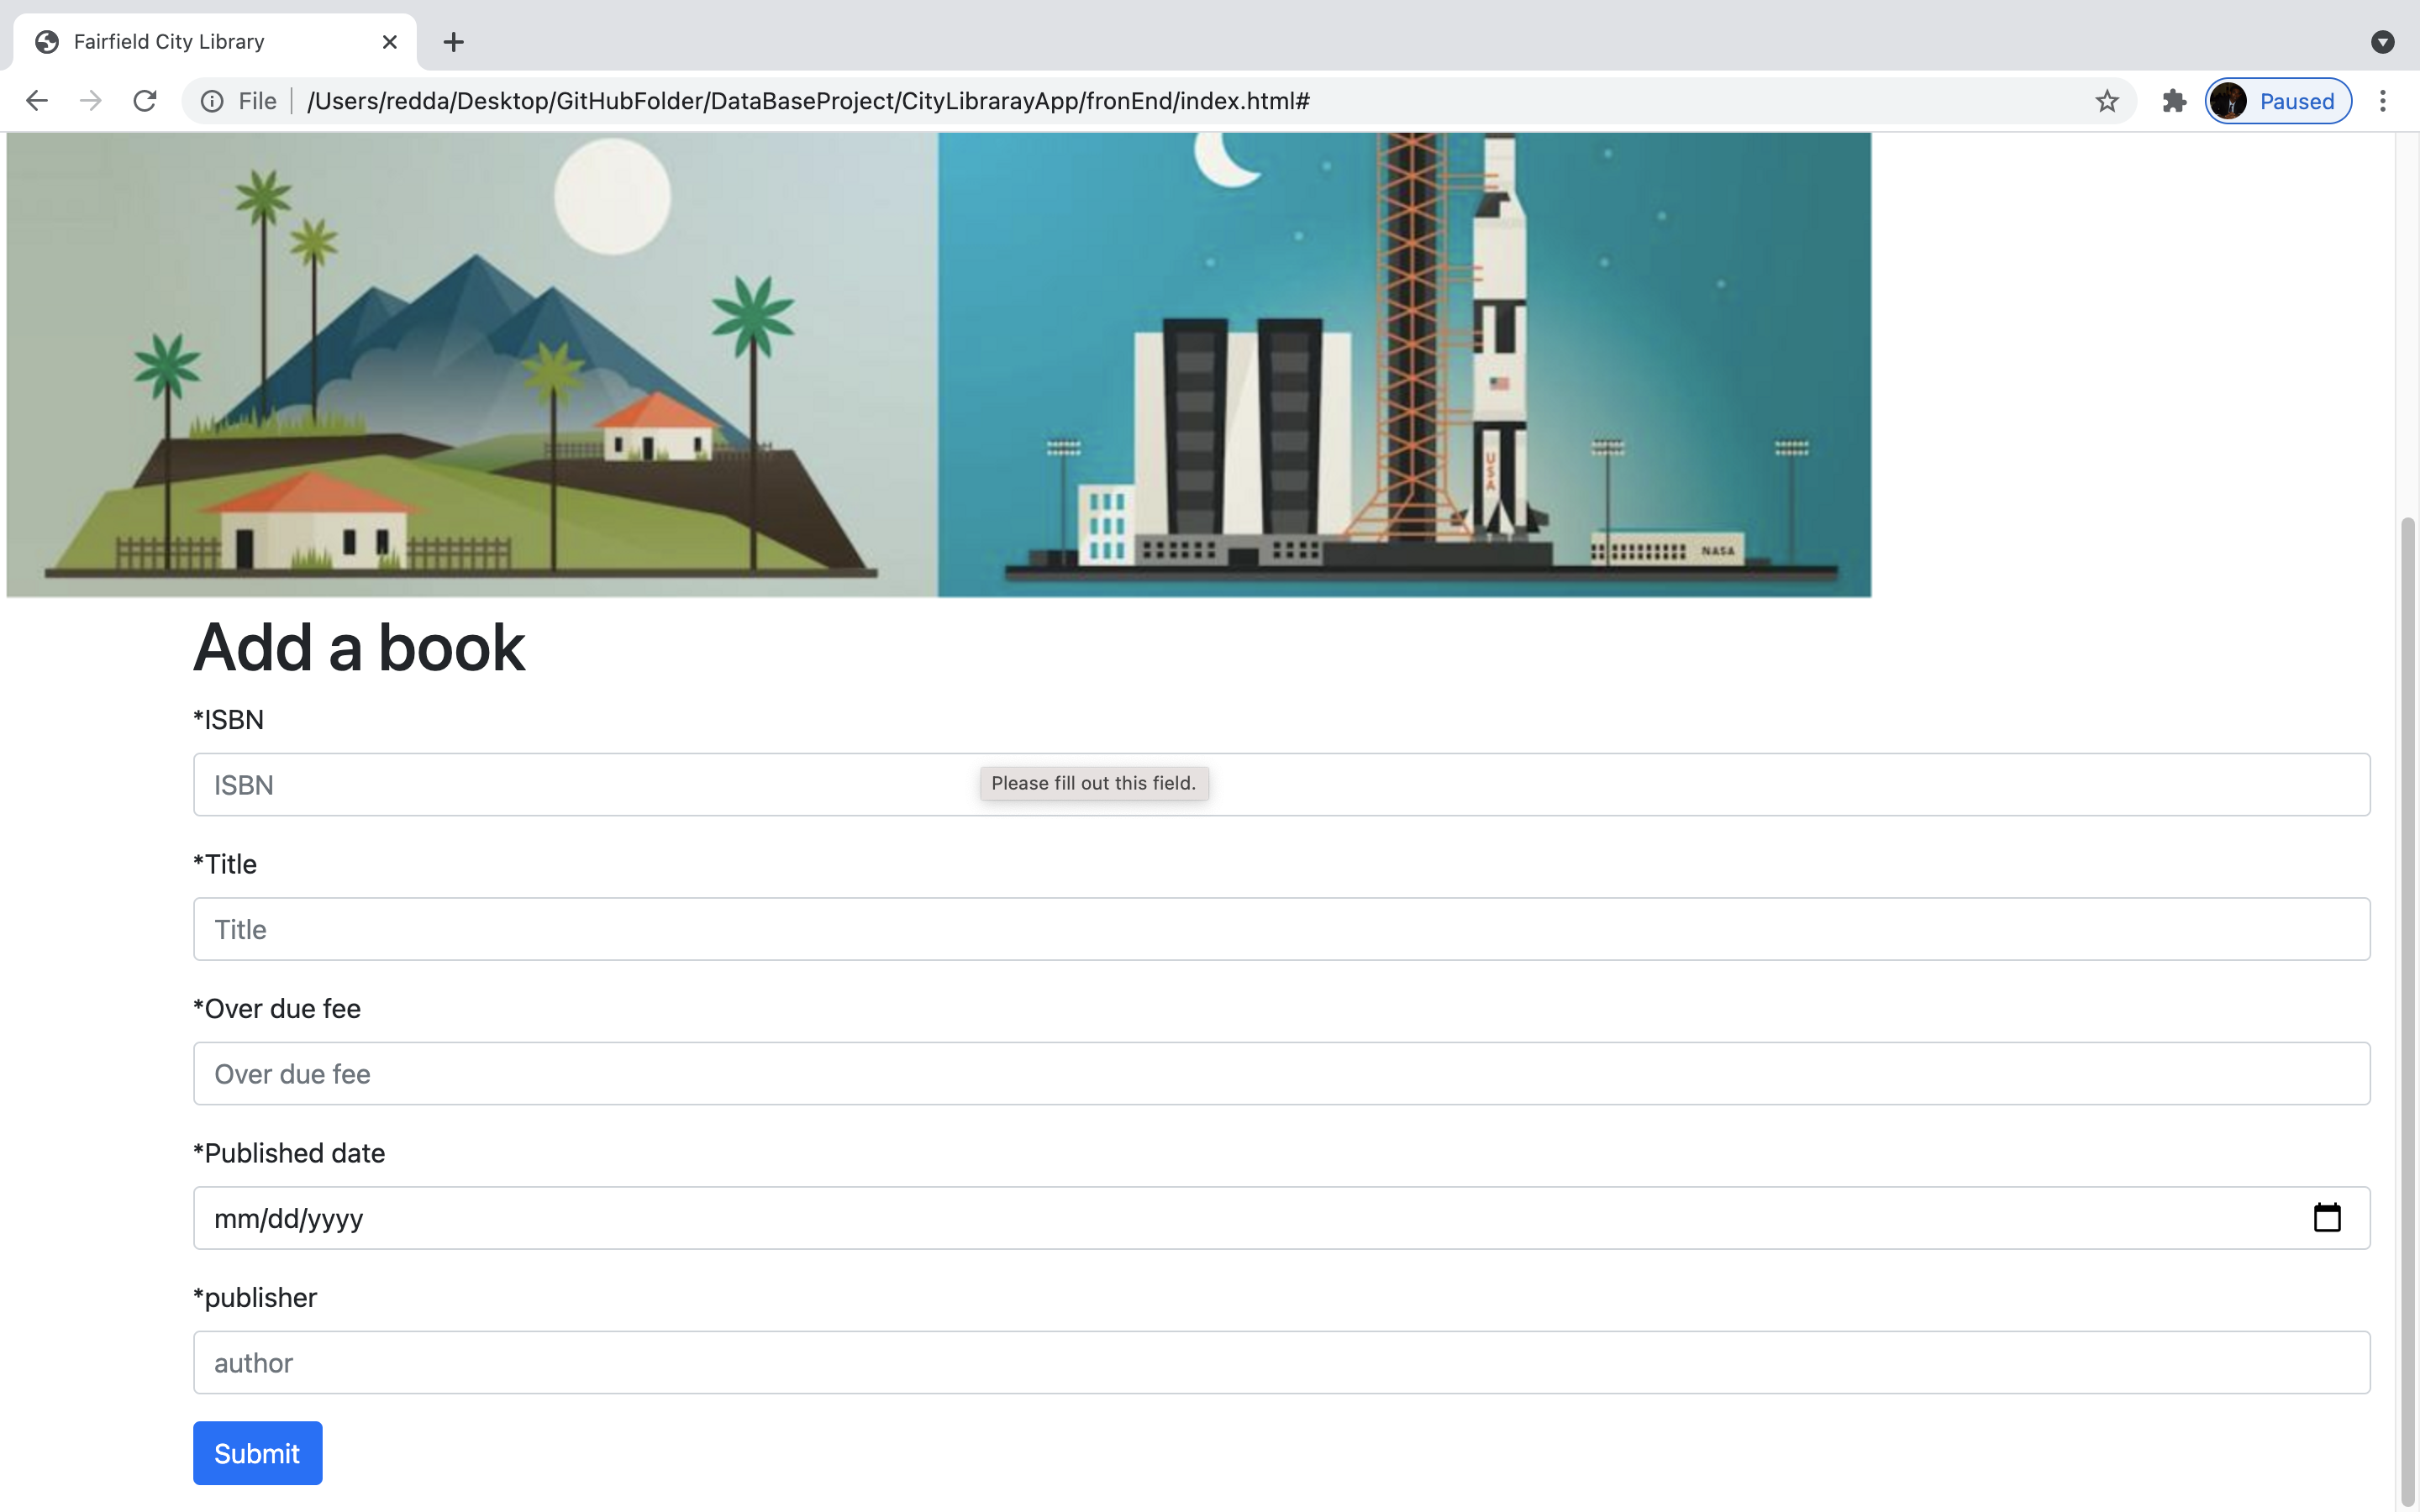 Fairfield City Library
File /Users/redda/Desktop/GitHubFolder/DataBaseProject/CityLibrarayApp/fronEnd/index.html#
Paused
USA
NASA
Add a book
*ISBN
ISBN
Please fill out this field.
*Title
Title
*Over due fee
Over due fee
*Published date
mm/dd/yyyy
*publisher
author
Submit